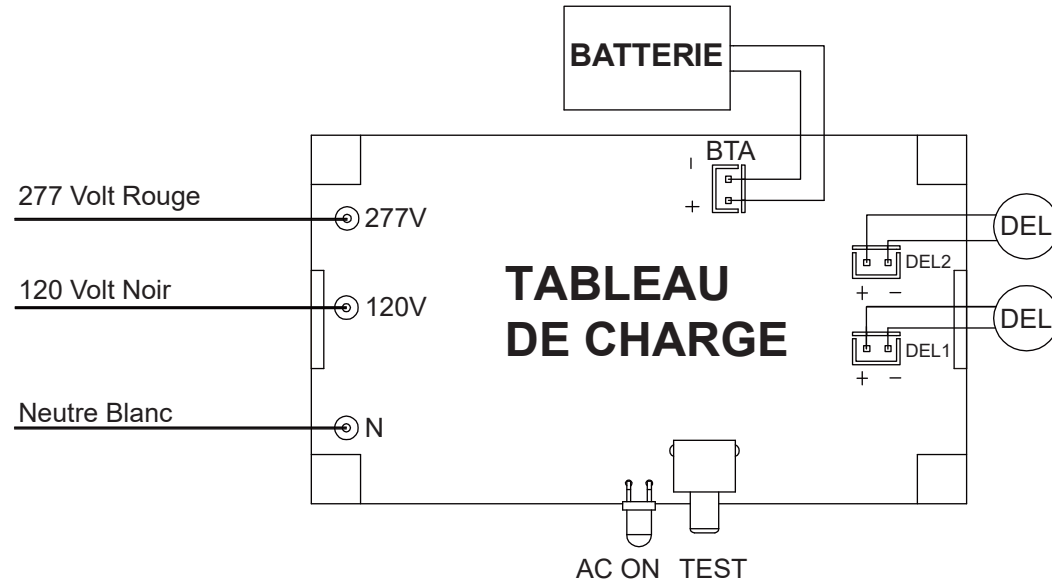 BATTERIE
BTA
-
+
277 Volt Rouge
277V
DEL
DEL2
+ -
120 Volt Noir
120V
TABLEAU
DE CHARGE
DEL
DEL1
+ -
Neutre Blanc
N
AC ON TEST